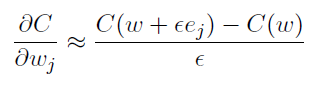 ∂C/∂w_j ≈ (C(w + ϵe_j) − C(w))/ϵ